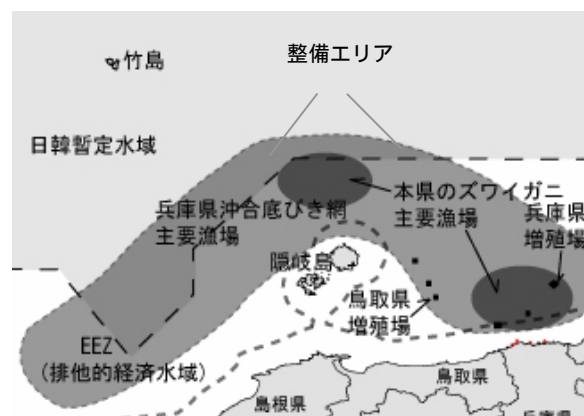 整備エリア
竹島
日韓暫定水域
本県のズワイガニ
主要漁場
兵庫県
増殖場
兵庫県沖合底びき網
主要漁場
隠岐島
鳥取県
増殖場
EEZ
(排他的経済水域)
鳥取県
島根県
兵庫県